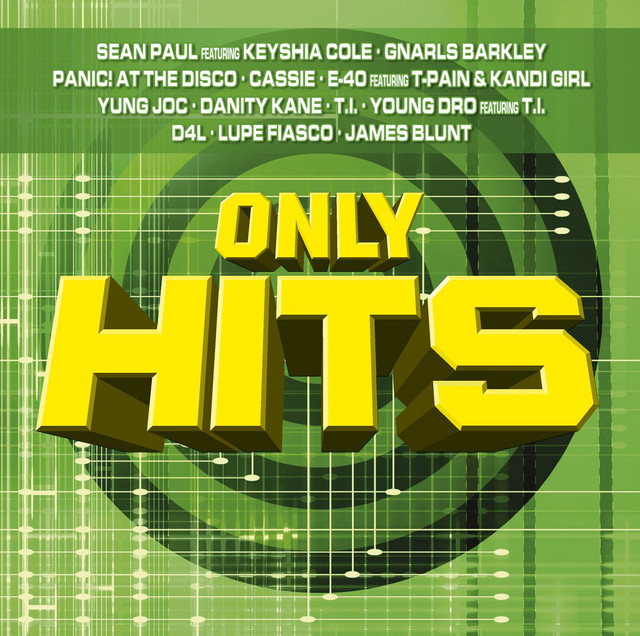 SEAN PAUL FEATURING KEYSHIA COLE · GNARLS BARKLEY
PANIC! AT THE DISCO · CASSIE · E-40 FEATURING T-PAIN & KANDI GIRL
YUNG JOC · DANITY KANE · T.I. · YOUNG DRO FEATURING T.I.
D4L · LUPE FIASCO · JAMES BLUNT
ONLY
HITS